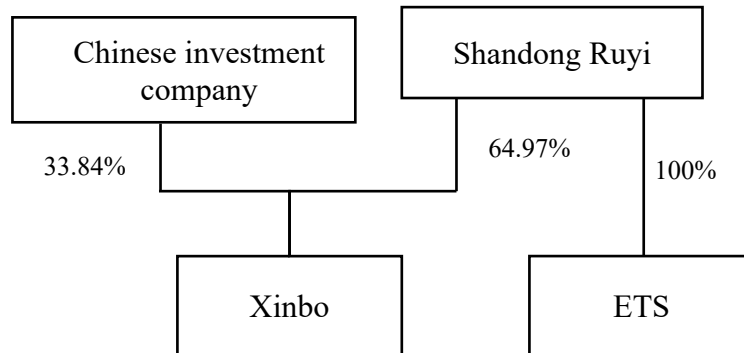 Chinese investment
company
Shandong Ruyi
33.84%
64.97%
100%
Xinbo
ETS